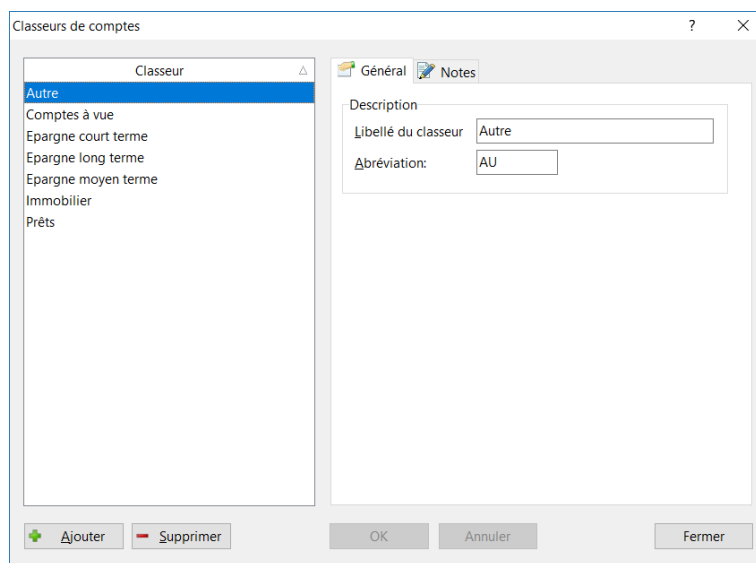 Classeurs de comptes
?
Classeur
Autre
Comptes à vue
Epargne court terme
Epargne long terme
Epargne moyen terme
Immobilier
Prêts
Général
Notes
Description
Libellé du classeur
Autre
Abréviation:
AU
Ajouter
Supprimer
OK
Annuler
Fermer